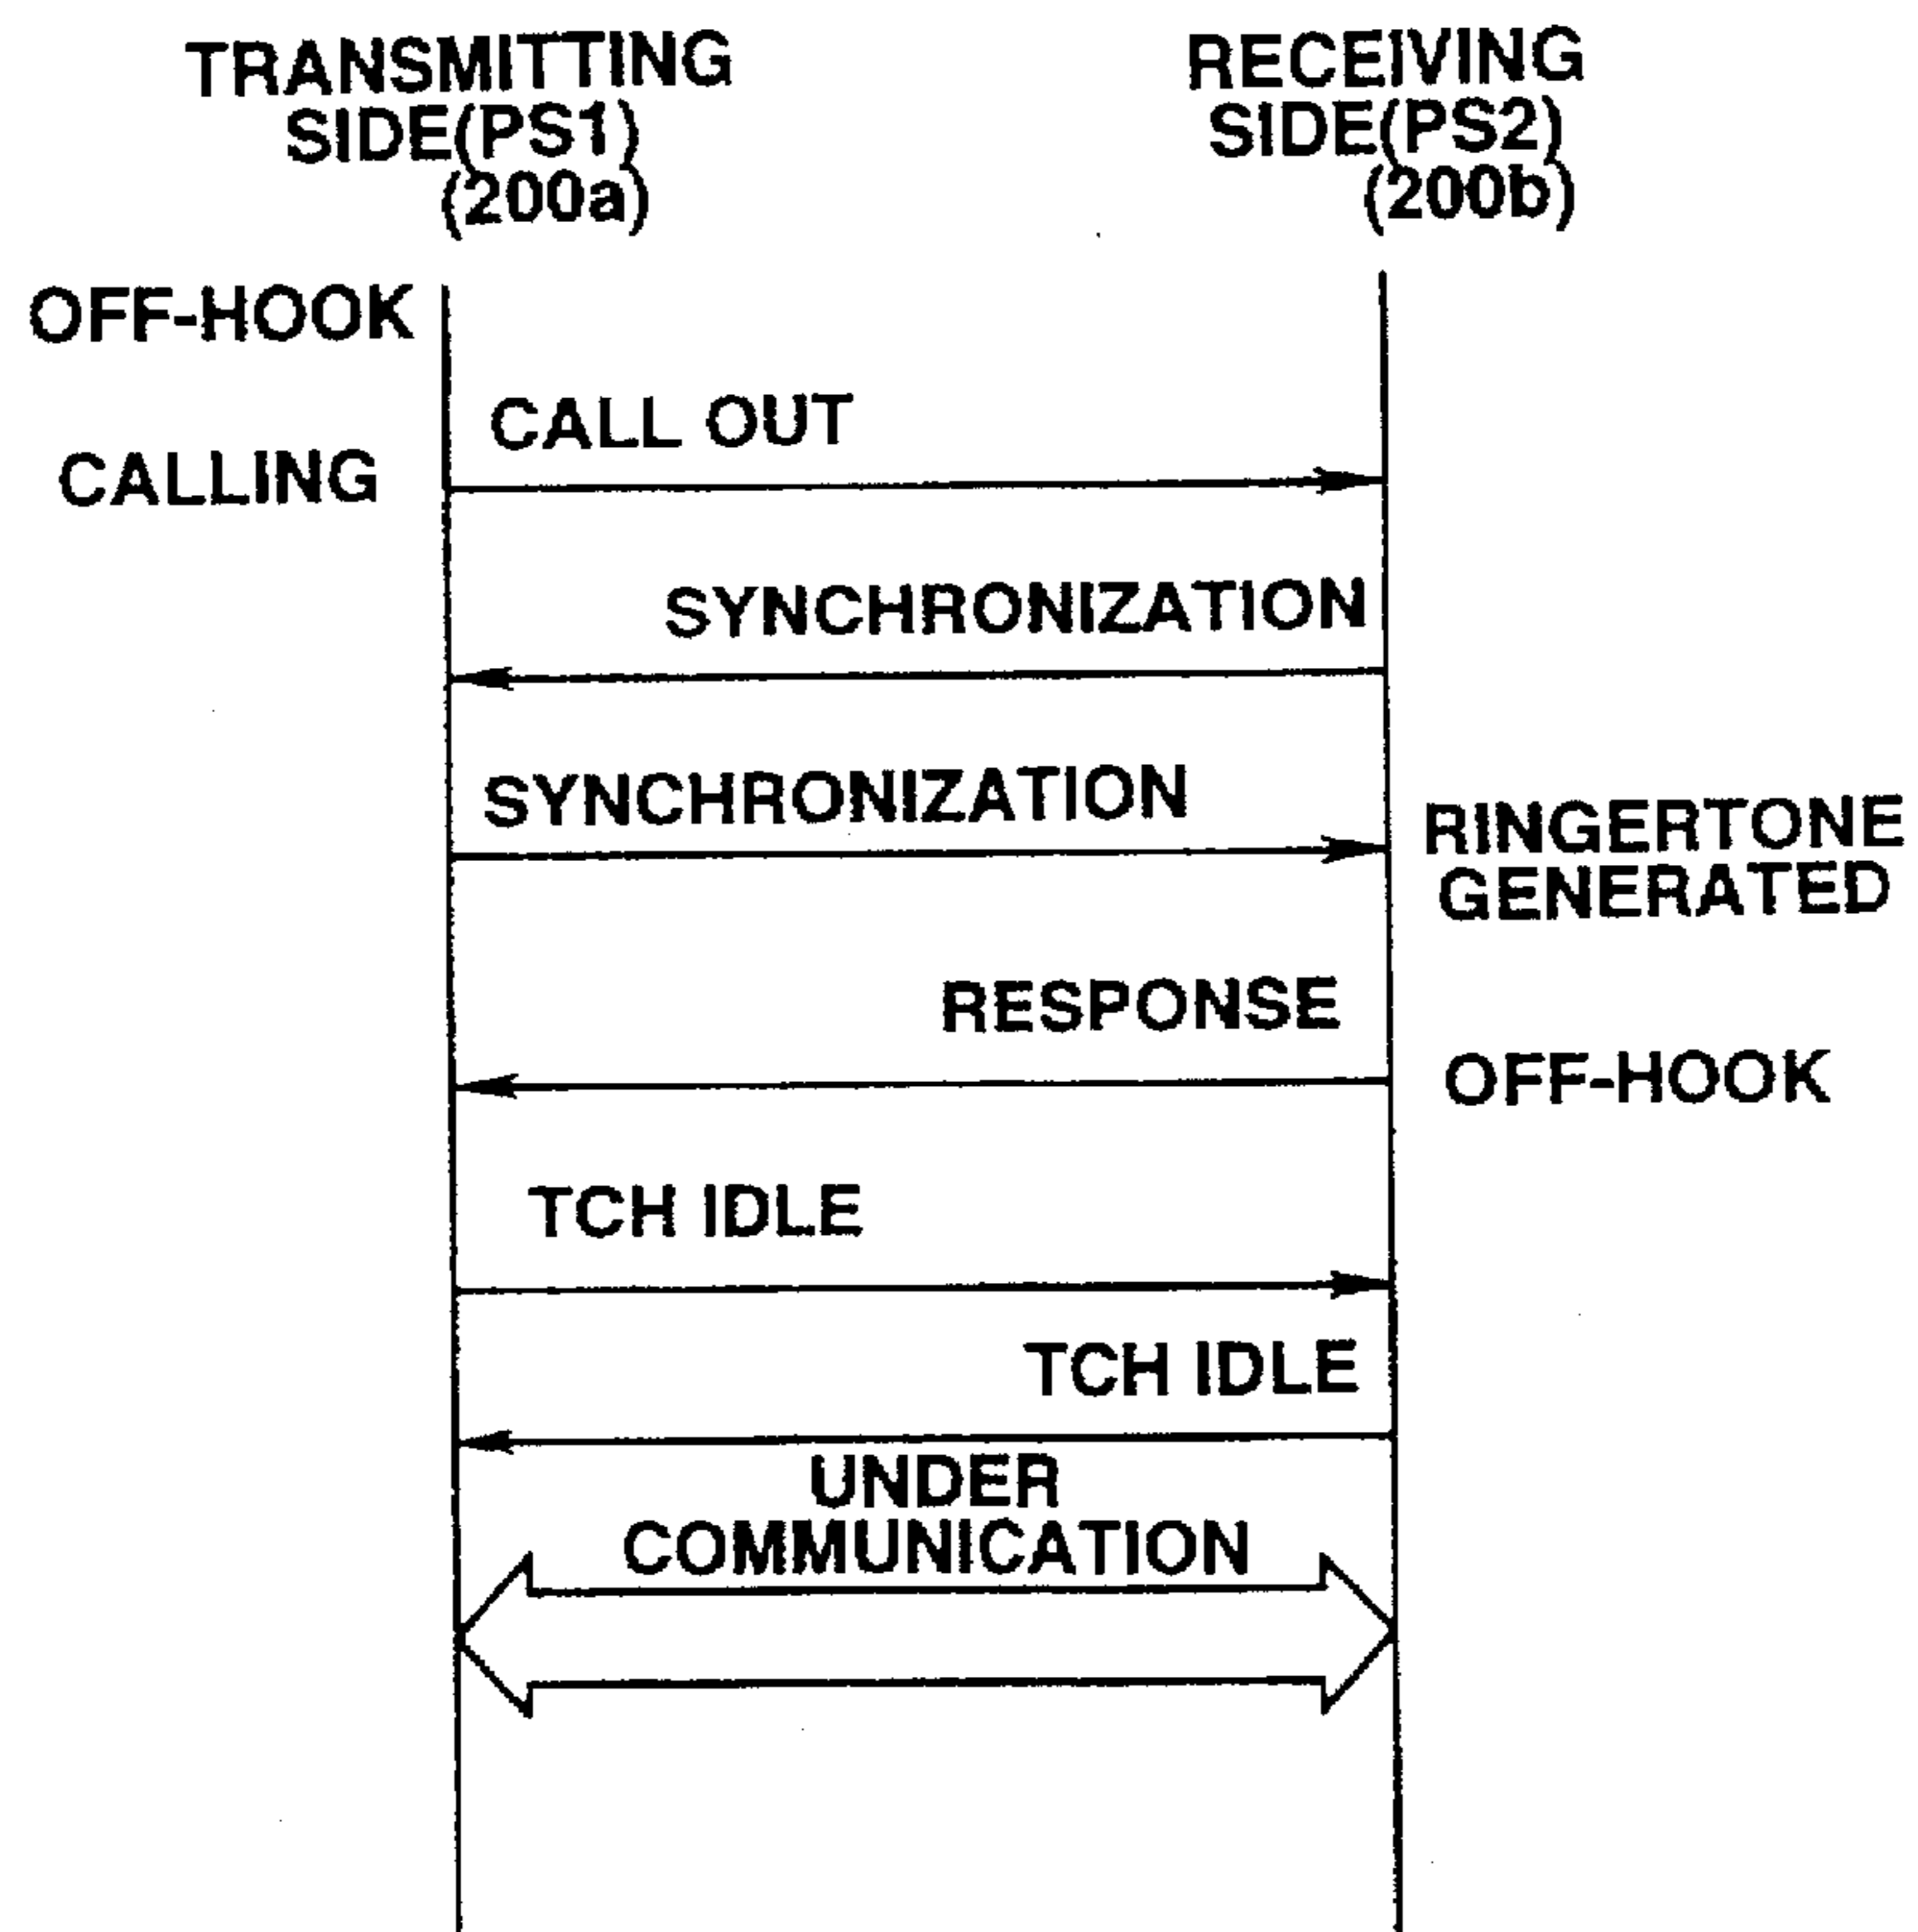 TRANSMITTING
SIDE(PS1)
(200a)
RECEIVING
SIDE(PS2)
(200b)
OFF-HOOK
CALL OUT
CALLING
SYNCHRONIZATION
SYNCHRONIZATION
RINGERTONE
GENERATED
RESPONSE
OFF-HOOK
TCH IDLE
TCH IDLE
UNDER
COMMUNICATION